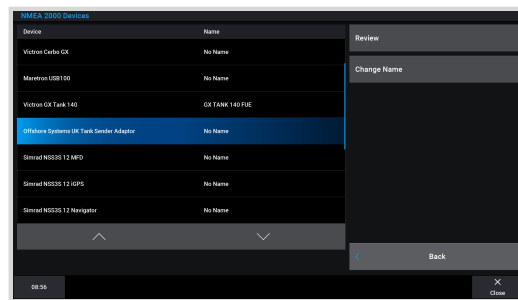 NMEA 2000 Devices
Device Name
Victron Cerbo GX No Name
Maretron USB100 No Name
Victron GX Tank 140 GX TANK 140 FUE
Offshore Systems UK Tank Sender Adaptor No Name
Simrad NSS3S 12 MFD No Name
Simrad NSS3S 12 iGPS No Name
Simrad NSS3S 12 Navigator No Name
Review
Change Name
Back
08:56
Close